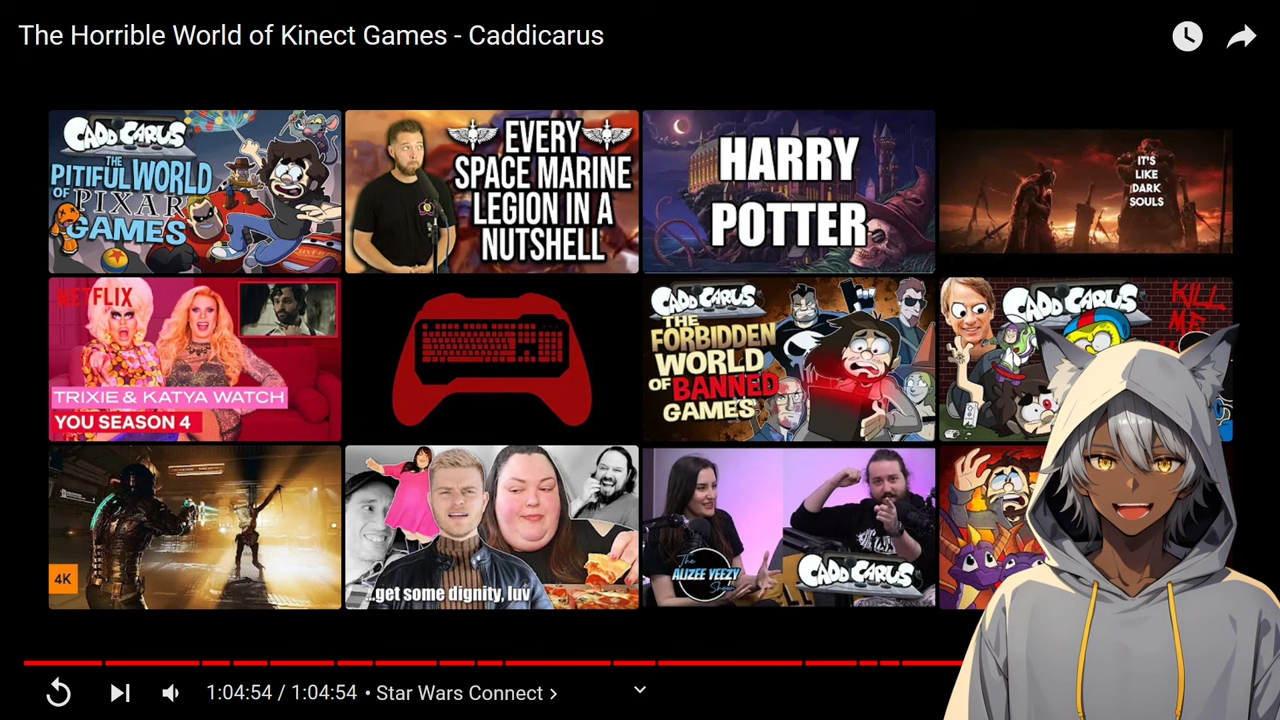 The Horrible World of Kinect Games - Caddicarus
CADDICARUS
THE
PITIFUL WORLD
OF PIXAR
GAMES
EVERY
SPACE MARINE
LEGION IN A
NUTSHELL
HARRY
POTTER
IT'S
LIKE
DARK
SOULS
NETFLIX
TRIXIE & KATYA WATCH
YOU SEASON 4
CADDICARUS
THE
FORBIDDEN
WORLD
OF BANNED
GAMES
CADDICARUS
KILL
ME
4K
...get some dignity, luv
The
ALIZEE YEEZY
Show
CADDICARUS
1:04:54 / 1:04:54 • Star Wars Connect >